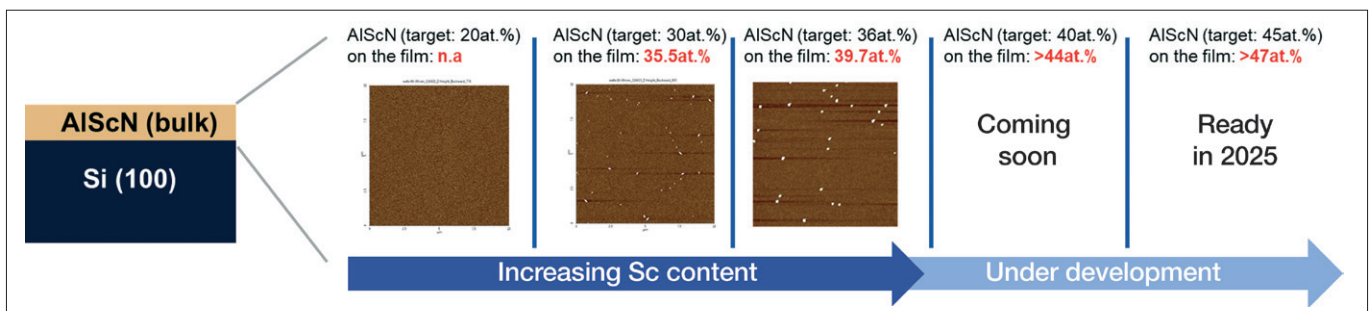 AlScN (bulk)
Si (100)
AlScN (target: 20at.%)
on the film: n.a
AlScN (target: 30at.%)
on the film: 35.5at.%
AlScN (target: 36at.%)
on the film: 39.7at.%
AlScN (target: 40at.%)
on the film: >44at.%
Coming
soon
AlScN (target: 45at.%)
on the film: >47at.%
Ready
in 2025
Increasing Sc content
Under development